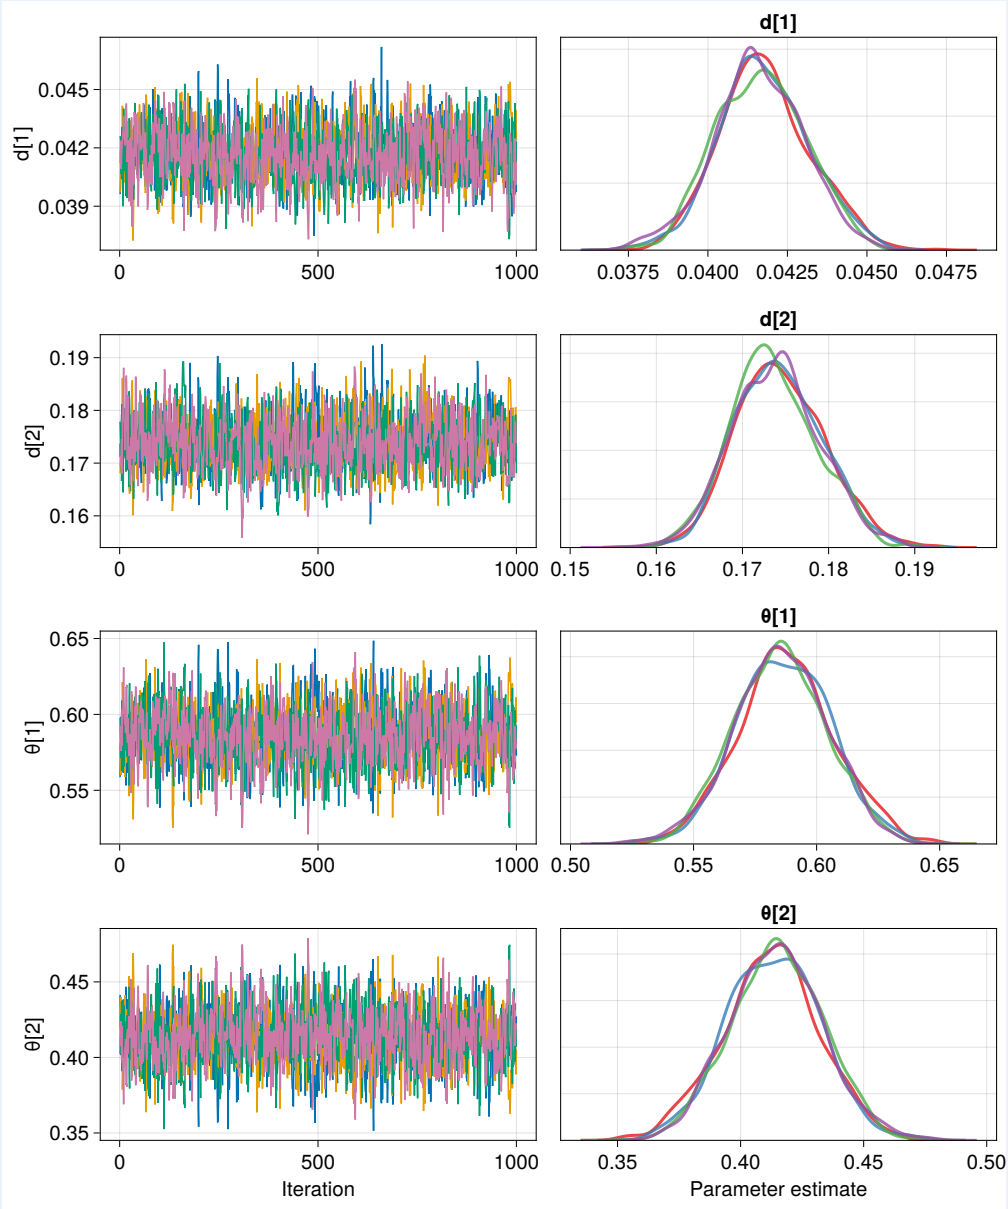 d[1]
0.045
0.042
0.039
d[1]
0 500 1000
0.0375 0.0400 0.0425 0.0450 0.0475
d[2]
0.19
0.18
0.17
0.16
d[2]
0 500 1000
0.15 0.16 0.17 0.18 0.19
θ[1]
0.65
0.60
0.55
θ[1]
0 500 1000
0.50 0.55 0.60 0.65
θ[2]
0.45
0.40
0.35
θ[2]
0 500 1000
0.35 0.40 0.45 0.50
Iteration
Parameter estimate